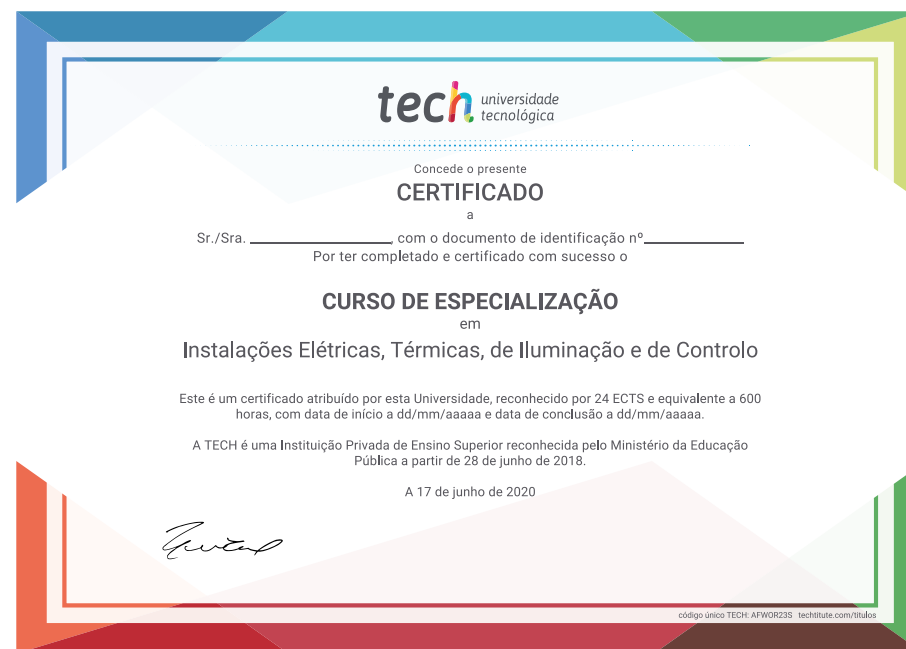 tech universidade
tecnológica
Concede o presente
CERTIFICADO
a
Sr./Sra. ____________, com o documento de identificação nº____________
Por ter completado e certificado com sucesso o
CURSO DE ESPECIALIZAÇÃO
em
Instalações Elétricas, Térmicas, de Iluminação e de Controlo
Este é um certificado atribuído por esta Universidade, reconhecido por 24 ECTS e equivalente a 600
horas, com data de início a dd/mm/aaaaa e data de conclusão a dd/mm/aaaaa.
A TECH é uma Instituição Privada de Ensino Superior reconhecida pelo Ministério da Educação
Pública a partir de 28 de junho de 2018.
A 17 de junho de 2020
código único TECH: AFWOR23S techtitute.com/titulos